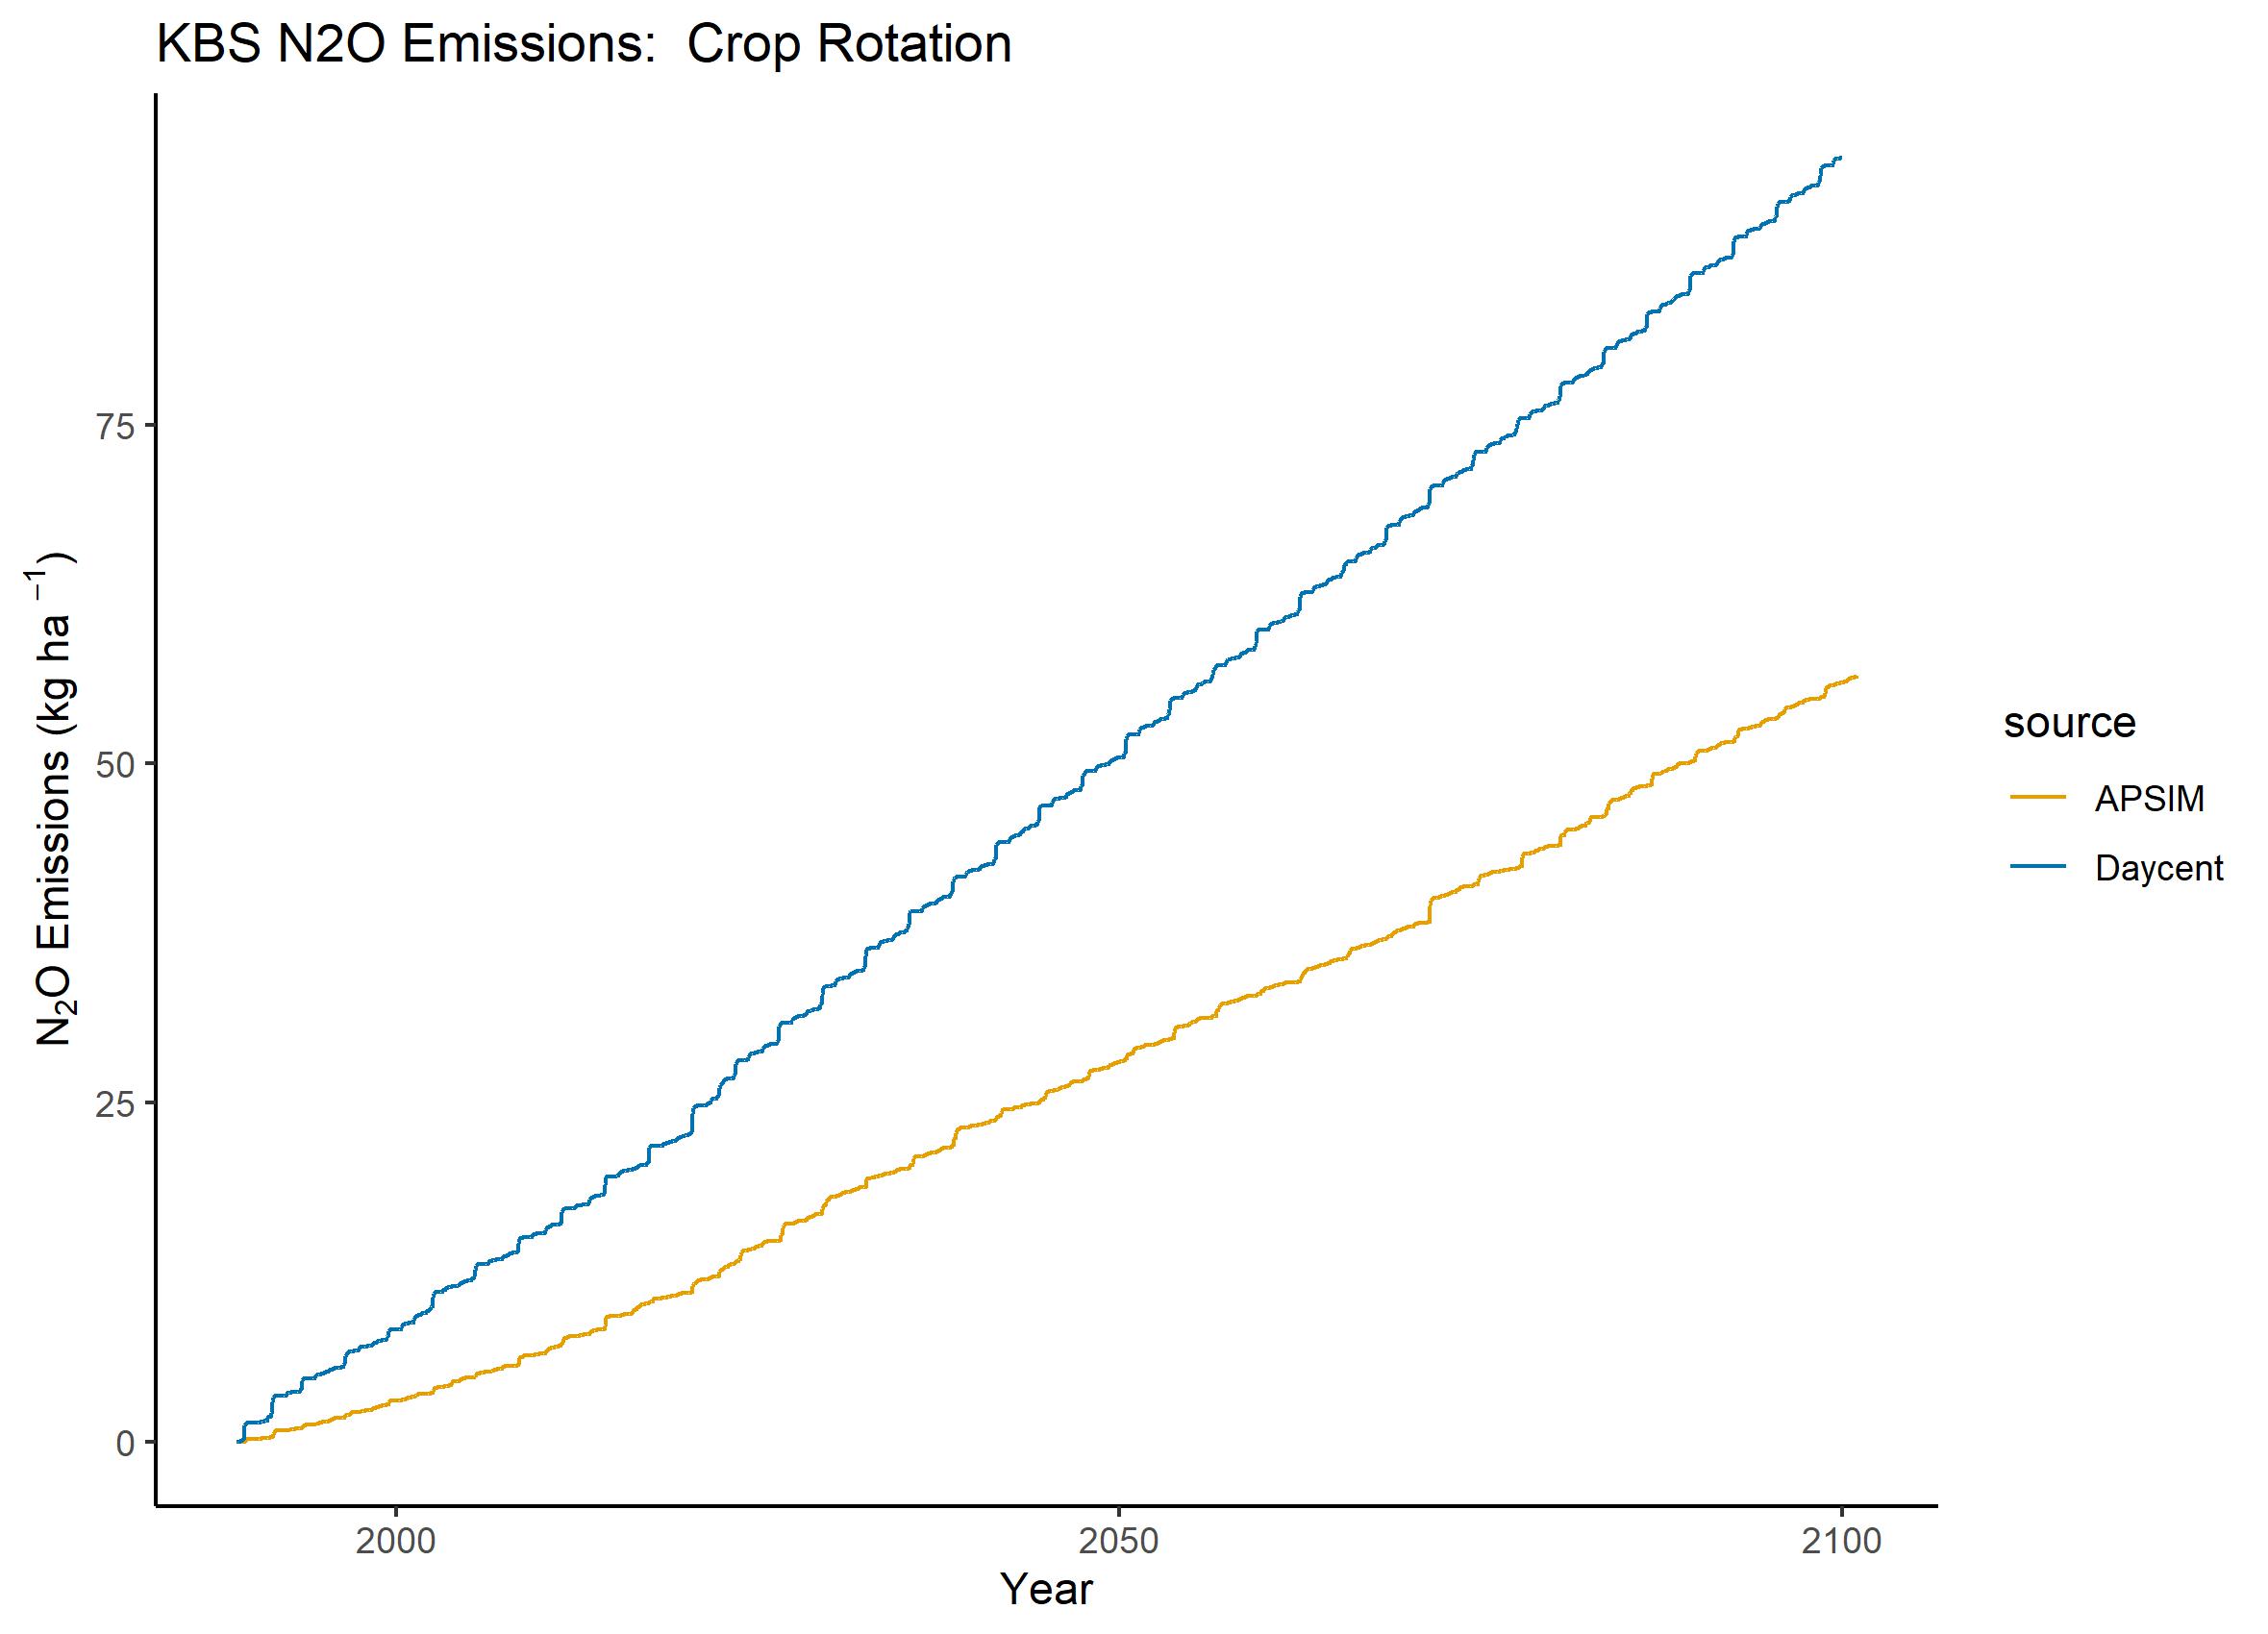 KBS N2O Emissions:  Crop Rotation
N₂O Emissions (kg ha ⁻¹)
75
50
25
0
2000 2050 2100
Year
source
APSIM
Daycent